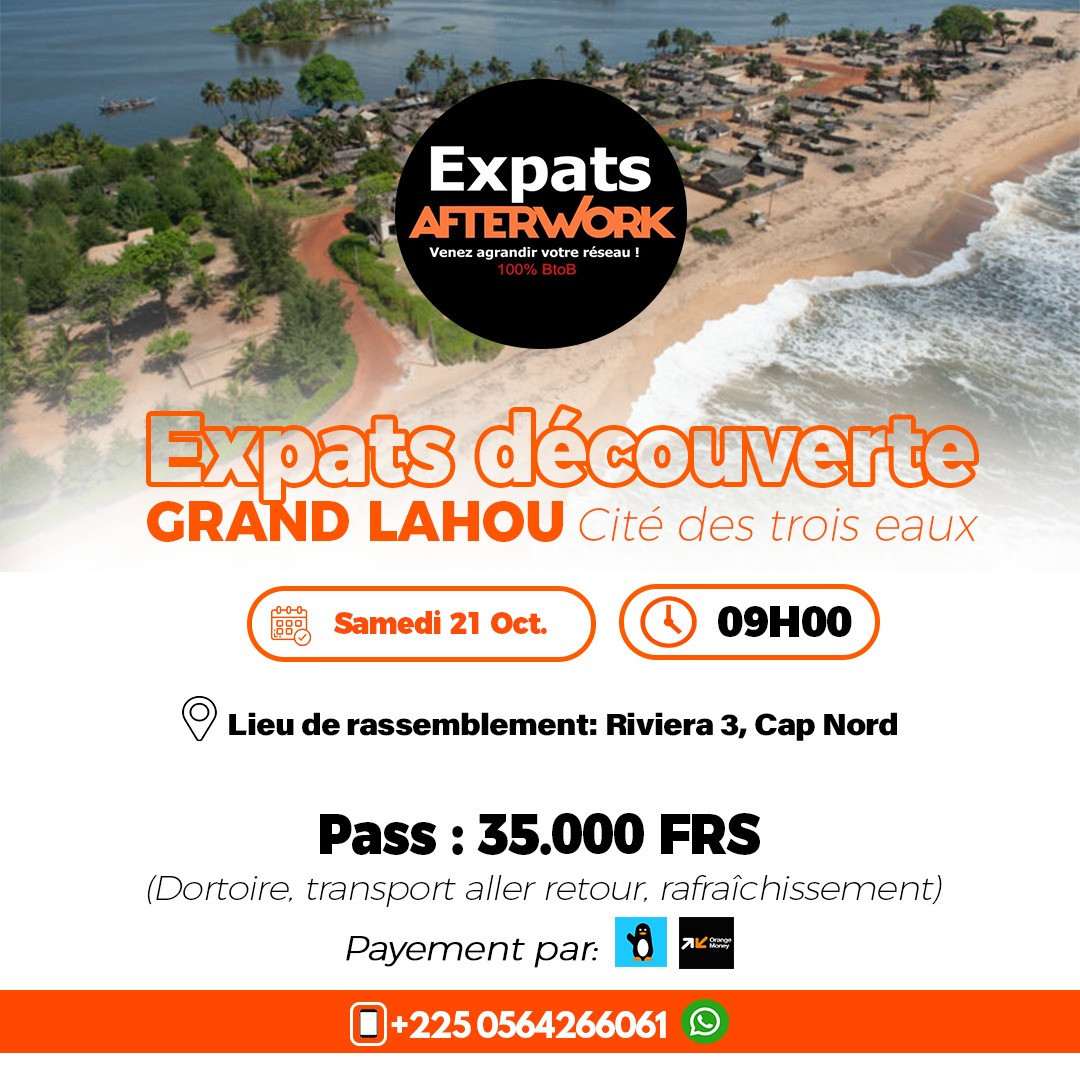 Expats
AFTERWORK
Venez agrandir votre réseau !
100% BtoB
Expats découverte
GRAND LAHOU Cité des trois eaux
Samedi 21 Oct.
09H00
Lieu de rassemblement: Riviera 3, Cap Nord
Pass : 35.000 FRS
(Dortoire, transport aller retour, rafraîchissement)
Payement par:
Orange
Money
+225 0564266061